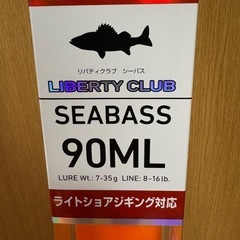 リバティクラブ シーバス
LIBERTY CLUB
SEABASS
90ML
LURE Wt.: 7-35g LINE: 8-16lb.
ライトショアジギング対応